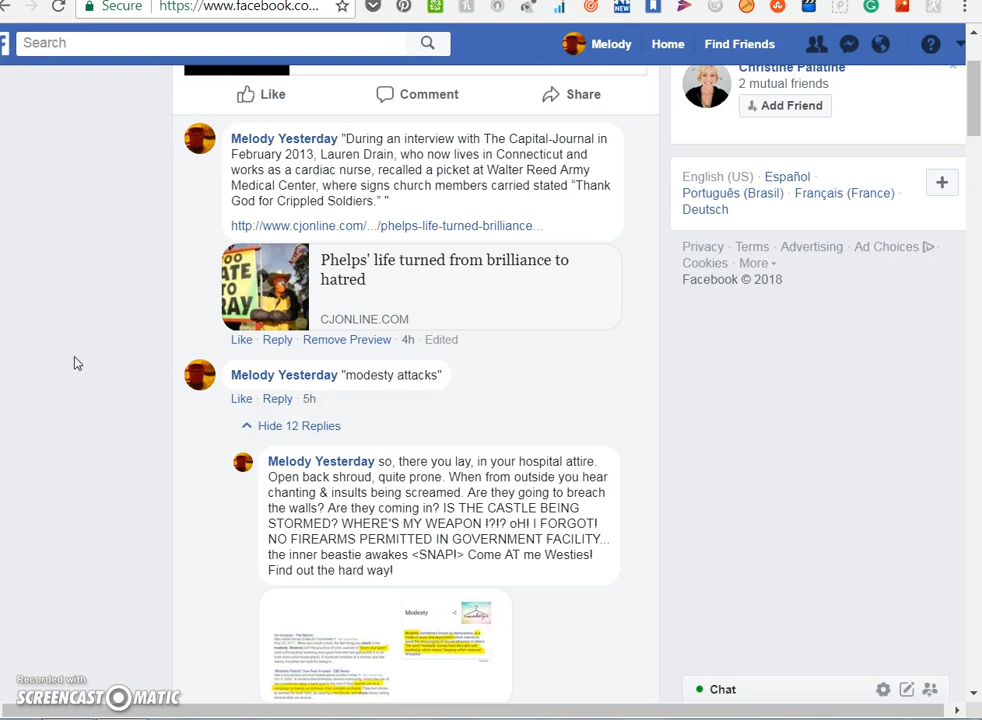 Secure
https://www.facebook.co...
NEW
Search
Melody
Home
Find Friends
Christine Palatine
2 mutual friends
Add Friend
Like
Comment
Share
Melody Yesterday "During an interview with The Capital-Journal in
February 2013, Lauren Drain, who now lives in Connecticut and
works as a cardiac nurse, recalled a picket at Walter Reed Army
Medical Center, where signs church members carried stated “Thank
God for Crippled Soldiers.” "
http://www.cjonline.com/.../phelps-life-turned-brilliance...
Phelps' life turned from brilliance to
hatred
CJONLINE.COM
Like · Reply · Remove Preview · 4h · Edited
Melody Yesterday "modesty attacks"
Like · Reply · 5h
Hide 12 Replies
Melody Yesterday so, there you lay, in your hospital attire.
Open back shroud, quite prone. When from outside you hear
chanting & insults being screamed. Are they going to breach
the walls? Are they coming in? IS THE CASTLE BEING
STORMED? WHERE'S MY WEAPON !?!? oH! I FORGOT!
NO FIREARMS PERMITTED IN GOVERNMENT FACILITY...
the inner beastie awakes <SNAP!> Come AT me Westies!
Find out the hard way!
Modesty
English (US) · Español ·
Português (Brasil) · Français (France) ·
Deutsch
Privacy · Terms · Advertising · Ad Choices
Cookies · More
Facebook © 2018
Chat
Recorded with
SCREENCAST-O-MATIC